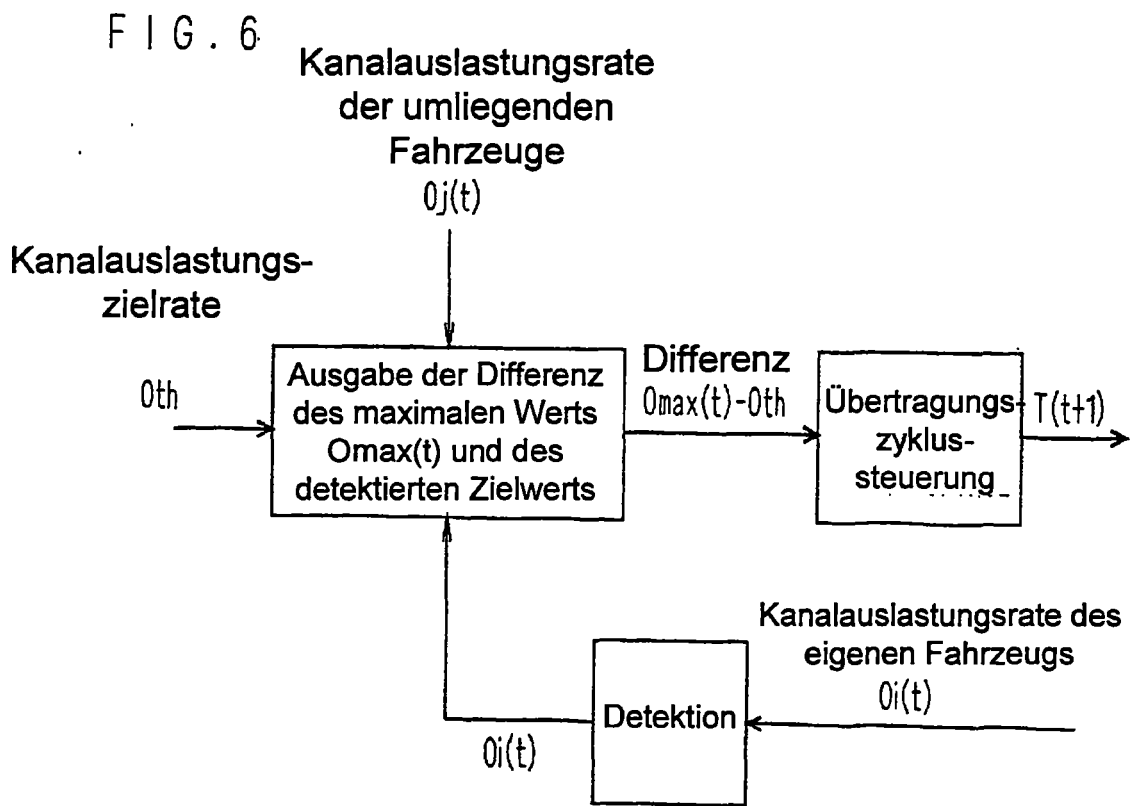 FIG.6
Kanalauslastungsrate
der umliegenden
Fahrzeuge
Oj(t)
Kanalauslastungs-
zielrate
Oth
Ausgabe der Differenz
des maximalen Werts
Omax(t) und des
detektierten Zielwerts
Differenz
Omax(t)-Oth
Übertragungs-
zyklus-
steuerung
T(t+1)
Kanalauslastungsrate des
eigenen Fahrzeugs
Oi(t)
Detektion
Oi(t)